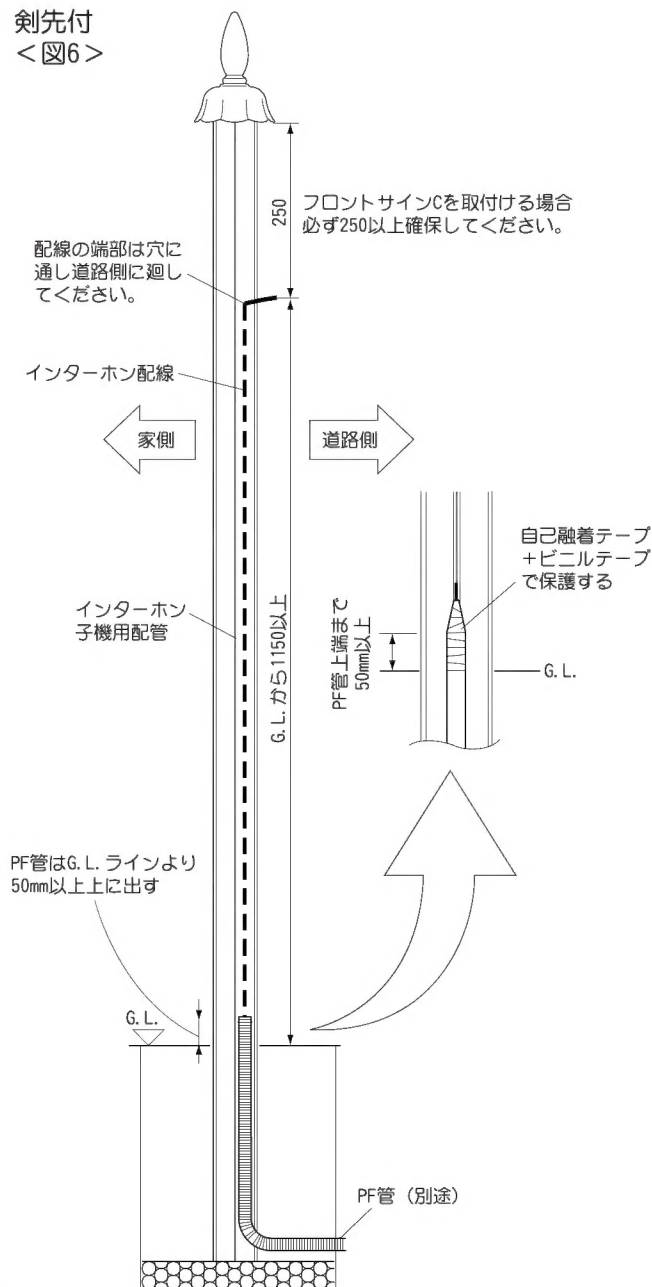 剣先付
＜図6＞
250
フロントサインCを取付ける場合
必ず250以上確保してください。
配線の端部は穴に
通し道路側に廻し
てください。
インターホン配線
家側
道路側
自己融着テープ
＋ビニルテープ
で保護する
PF管上端まで
50mm以上
G.L.
インターホン
子機用配管
G.L.から1150以上
PF管はG.L.ラインより
50mm以上上に出す
G.L.
PF管（別途）